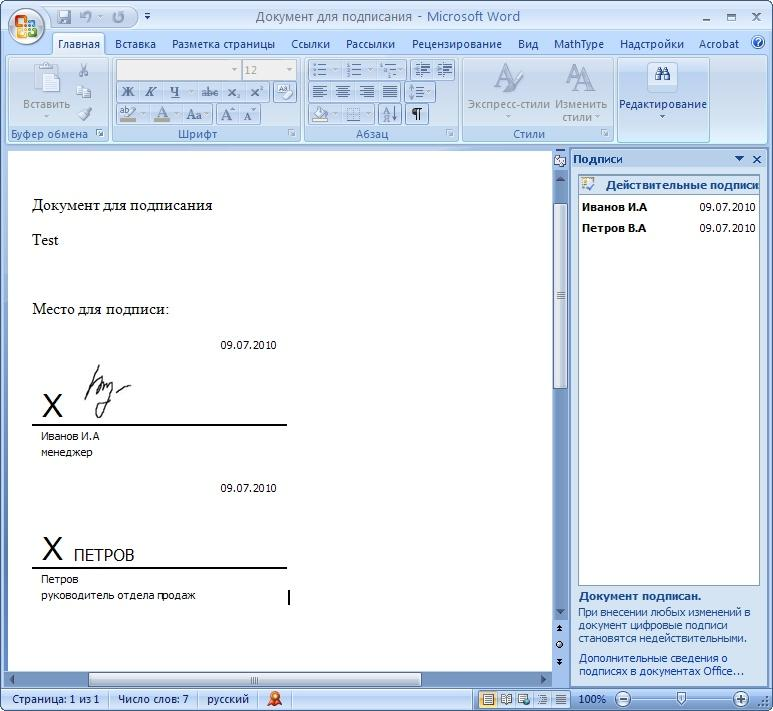 Документ для подписания - Microsoft Word
Главная Вставка Разметка страницы Ссылки Рассылки Рецензирование Вид MathType Надстройки Acrobat
12
Вставить
Ж К Ч abc x₂ x²
Aa A A
Экспресс-стили
Изменить стили
Редактирование
Буфер обмена Шрифт Абзац Стили
Документ для подписания
Test
Место для подписи:
09.07.2010
X
Иванов И.А
менеджер
09.07.2010
X ПЕТРОВ
Петров
руководитель отдела продаж
Подписи
Действительные подписи
Иванов И.А 09.07.2010
Петров В.А 09.07.2010
Документ подписан.
При внесении любых изменений в
документ цифровые подписи
становятся недействительными.
Дополнительные сведения о
подписях в документах Office...
Страница: 1 из 1 Число слов: 7 русский 100%